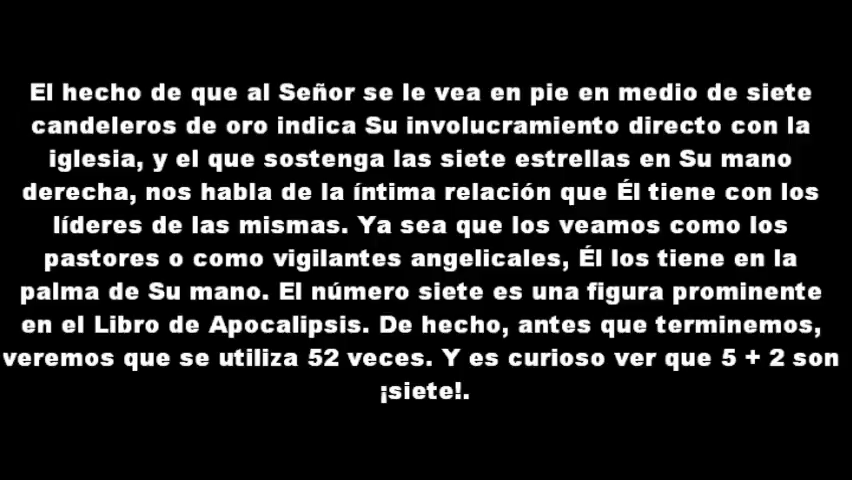 El hecho de que al Señor se le vea en pie en medio de siete
candeleros de oro indica Su involucramiento directo con la
iglesia, y el que sostenga las siete estrellas en Su mano
derecha, nos habla de la íntima relación que Él tiene con los
líderes de las mismas. Ya sea que los veamos como los
pastores o como vigilantes angelicales, Él los tiene en la
palma de Su mano. El número siete es una figura prominente
en el Libro de Apocalipsis. De hecho, antes que terminemos,
veremos que se utiliza 52 veces. Y es curioso ver que 5 + 2 son
¡siete!.